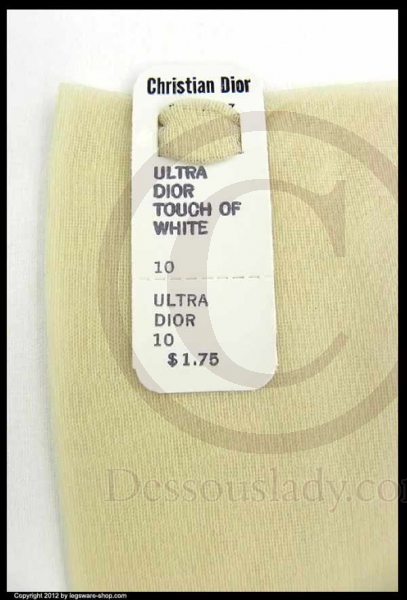 Christian Dior
ULTRA
DIOR
TOUCH OF
WHITE
10
ULTRA
DIOR
10
$1.75
©
Dessouslady.co
Copyright 2012 by legsware-shop.com